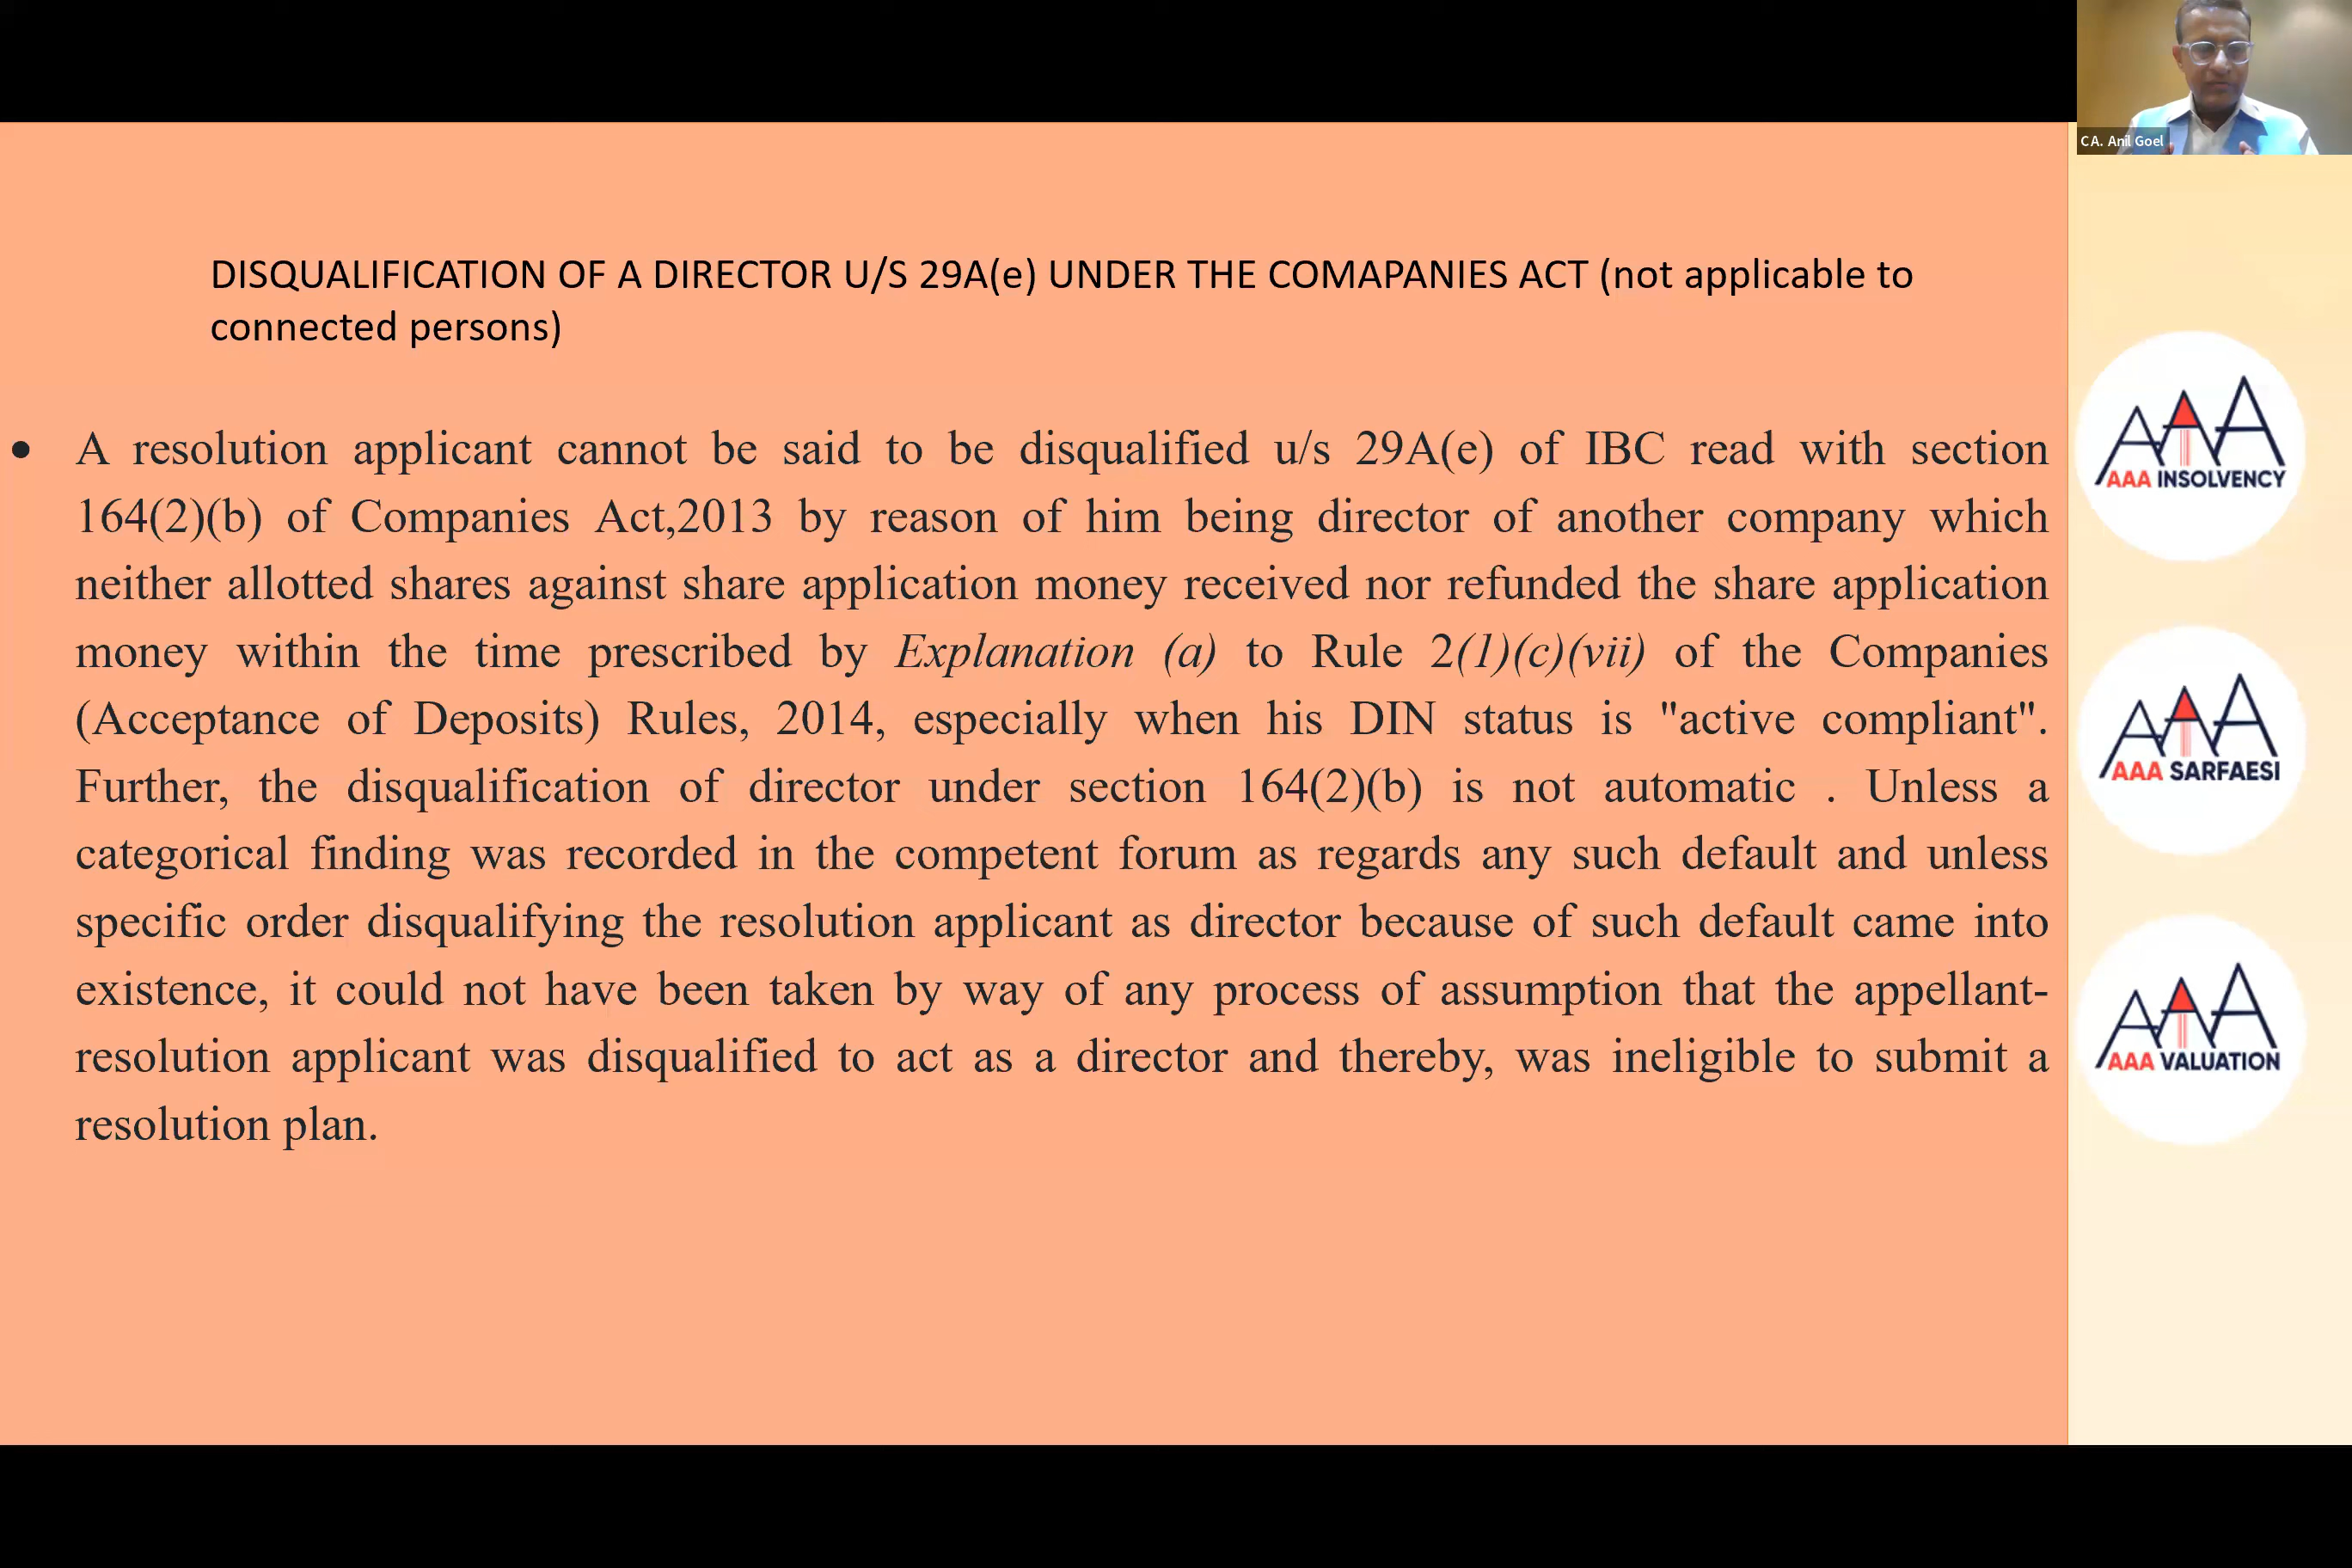 CA. Anil Goel
DISQUALIFICATION OF A DIRECTOR U/S 29A(e) UNDER THE COMAPANIES ACT (not applicable to
connected persons)
• A resolution applicant cannot be said to be disqualified u/s 29A(e) of IBC read with section
164(2)(b) of Companies Act,2013 by reason of him being director of another company which
neither allotted shares against share application money received nor refunded the share application
money within the time prescribed by Explanation (a) to Rule 2(1)(c)(vii) of the Companies
(Acceptance of Deposits) Rules, 2014, especially when his DIN status is "active compliant".
Further, the disqualification of director under section 164(2)(b) is not automatic . Unless a
categorical finding was recorded in the competent forum as regards any such default and unless
specific order disqualifying the resolution applicant as director because of such default came into
existence, it could not have been taken by way of any process of assumption that the appellant-
resolution applicant was disqualified to act as a director and thereby, was ineligible to submit a
resolution plan.
AAA
AAA INSOLVENCY
AAA
AAA SARFAESI
AAA
AAA VALUATION